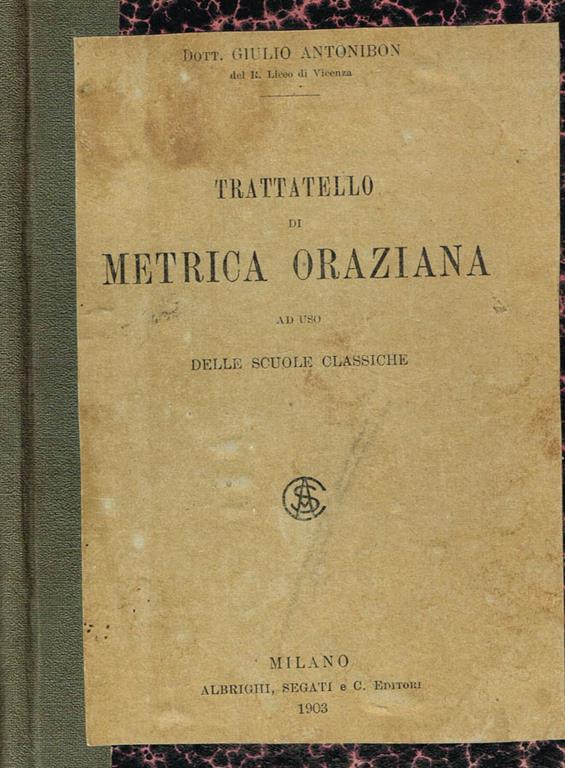 Dott. GIULIO ANTONIBON
del R. Liceo di Vicenza
TRATTATELLO
DI
METRICA ORAZIANA
AD USO
DELLE SCUOLE CLASSICHE
MILANO
ALBRIGHI, SEGATI e C. Editori
1903